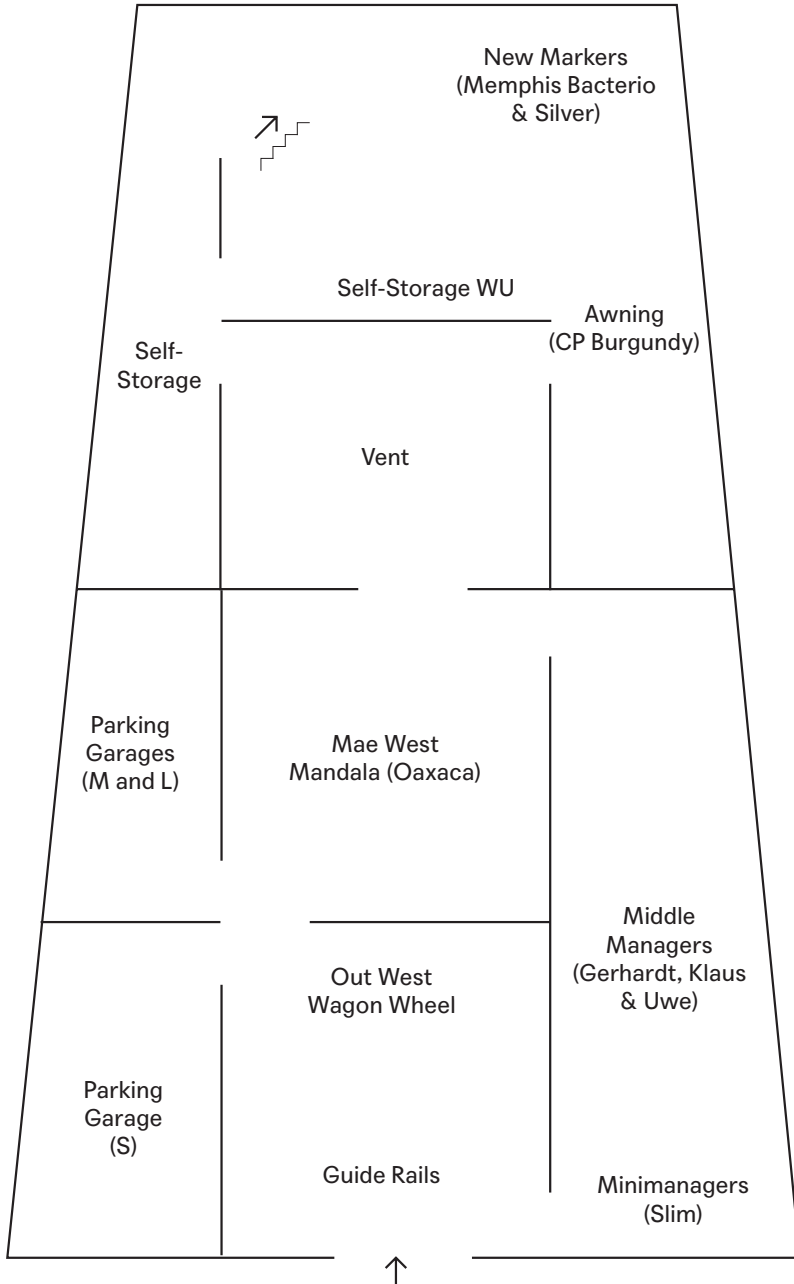 New Markers
(Memphis Bacterio
& Silver)
Self-Storage WU
Awning
(CP Burgundy)
Self-
Storage
Vent
Parking
Garages
(M and L)
Mae West
Mandala (Oaxaca)
Middle
Managers
(Gerhardt, Klaus
& Uwe)
Out West
Wagon Wheel
Parking
Garage
(S)
Guide Rails
Minimanagers
(Slim)